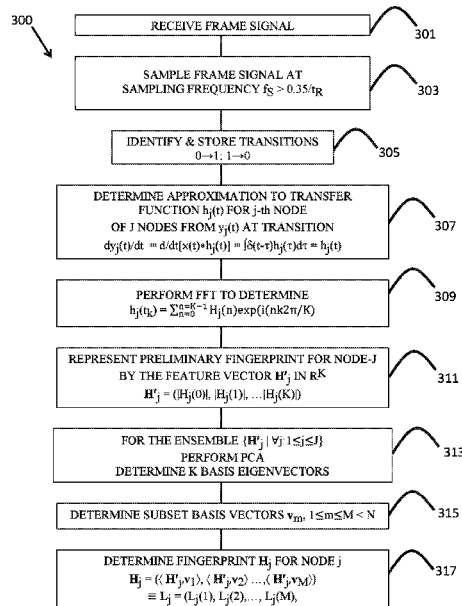 300
RECEIVE FRAME SIGNAL
301
SAMPLE FRAME SIGNAL AT
SAMPLING FREQUENCY fS > 0.35/tR
303
IDENTIFY & STORE TRANSITIONS
0→1; 1→0
305
DETERMINE APPROXIMATION TO TRANSFER
FUNCTION hj(t) FOR j-th NODE
OF J NODES FROM yj(t) AT TRANSITION
dyj(t)/dt = d/dt[x(t)*hj(t)] = ∫δ(t-τ)hj(τ)dτ = hj(t)
307
PERFORM FFT TO DETERMINE
hj(tk) = ∑n=0^n=K−1 Hj(n)exp(i(nk2π/K)
309
REPRESENT PRELIMINARY FINGERPRINT FOR NODE-J
BY THE FEATURE VECTOR H'j IN R^K
H'j = (|Hj(0)|, |Hj(1)|, ...|Hj(K)|)
311
FOR THE ENSEMBLE {H'j | ∀j:1≤j≤J}
PERFORM PCA
DETERMINE K BASIS EIGENVECTORS
313
DETERMINE SUBSET BASIS VECTORS vm, 1≤m≤M < N
315
DETERMINE FINGERPRINT Hj FOR NODE j
Hj = (⟨ H'j,v1⟩, ⟨ H'j,v2⟩ ...,⟨ H'j,vM⟩)
≡ Lj = (Lj(1), Lj(2),..., Lj(M),
317